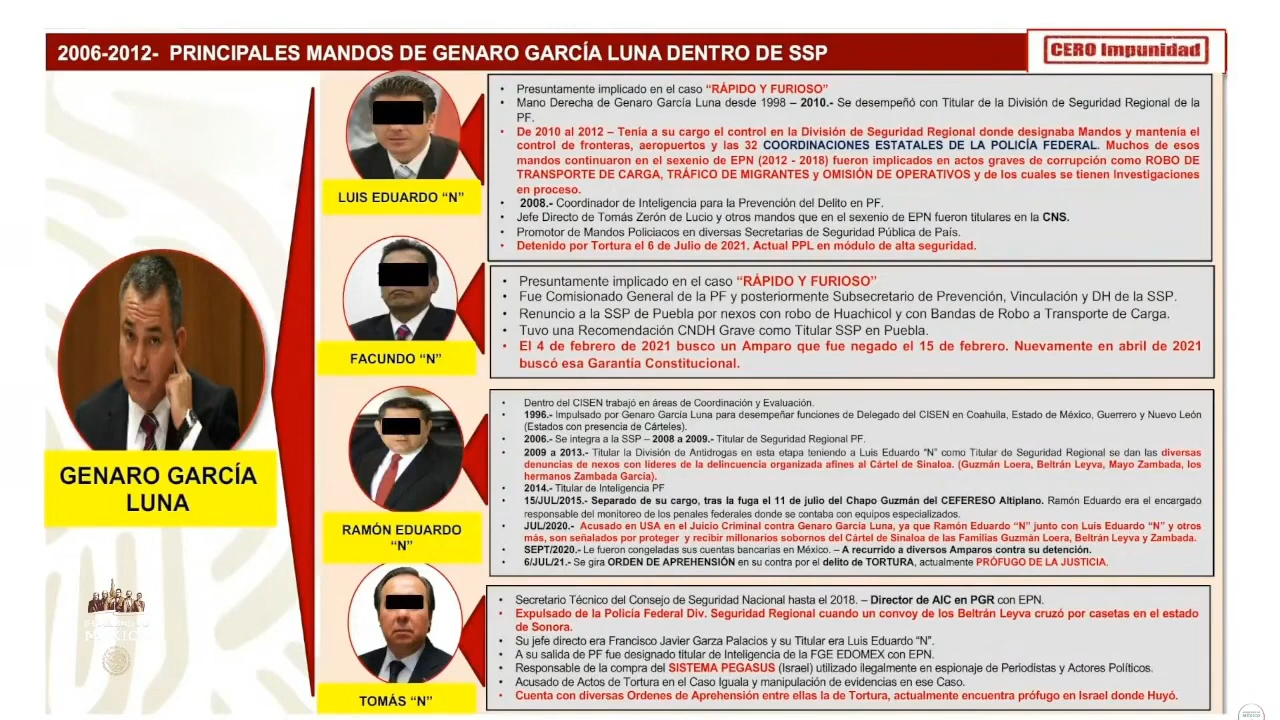 2006-2012- PRINCIPALES MANDOS DE GENARO GARCÍA LUNA DENTRO DE SSP
CERO Impunidad
• Presuntamente implicado en el caso “RÁPIDO Y FURIOSO”
• Mano Derecha de Genaro García Luna desde 1998 – 2010.- Se desempeñó con Titular de la División de Seguridad Regional de la
PF.
• De 2010 al 2012 – Tenía a su cargo el control en la División de Seguridad Regional donde designaba Mandos y mantenía el
control de fronteras, aeropuertos y las 32 COORDINACIONES ESTATALES DE LA POLICÍA FEDERAL. Muchos de esos
mandos continuaron en el sexenio de EPN (2012 - 2018) fueron implicados en actos graves de corrupción como ROBO DE
TRANSPORTE DE CARGA, TRÁFICO DE MIGRANTES y OMISIÓN DE OPERATIVOS y de los cuales se tienen Investigaciones
en proceso.
• 2008.- Coordinador de Inteligencia para la Prevención del Delito en PF.
• Jefe Directo de Tomás Zerón de Lucio y otros mandos que en el sexenio de EPN fueron titulares en la CNS.
• Promotor de Mandos Policiacos en diversas Secretarias de Seguridad Pública de País.
• Detenido por Tortura el 6 de Julio de 2021. Actual PPL en módulo de alta seguridad.
LUIS EDUARDO “N”
• Presuntamente implicado en el caso “RÁPIDO Y FURIOSO”
• Fue Comisionado General de la PF y posteriormente Subsecretario de Prevención, Vinculación y DH de la SSP.
• Renuncio a la SSP de Puebla por nexos con robo de Huachicol y con Bandas de Robo a Transporte de Carga.
• Tuvo una Recomendación CNDH Grave como Titular SSP en Puebla.
• El 4 de febrero de 2021 busco un Amparo que fue negado el 15 de febrero. Nuevamente en abril de 2021
buscó esa Garantía Constitucional.
FACUNDO “N”
GENARO GARCÍA
LUNA
• Dentro del CISEN trabajó en áreas de Coordinación y Evaluación.
• 1996.- Impulsado por Genaro García Luna para desempeñar funciones de Delegado del CISEN en Coahuila, Estado de México, Guerrero y Nuevo León
(Estados con presencia de Cárteles).
• 2006.- Se integra a la SSP – 2008 a 2009.- Titular de Seguridad Regional PF.
• 2009 a 2013.- Titular la División de Antidrogas en esta etapa teniendo a Luis Eduardo “N” como Titular de Seguridad Regional se dan las diversas
denuncias de nexos con líderes de la delincuencia organizada afines al Cártel de Sinaloa. (Guzmán Loera, Beltrán Leyva, Mayo Zambada, los
hermanos Zambada García).
• 2014.- Titular de Inteligencia PF
• 15/JUL/2015.- Separado de su cargo, tras la fuga el 11 de julio del Chapo Guzmán del CEFERESO Altiplano. Ramón Eduardo era el encargado
responsable del monitoreo de los penales federales donde se contaba con equipos especializados.
• JUL/2020.- Acusado en USA en el Juicio Criminal contra Genaro García Luna, ya que Ramón Eduardo “N” junto con Luis Eduardo “N” y otros
más, son señalados por proteger y recibir millonarios sobornos del Cártel de Sinaloa de las Familias Guzmán Loera, Beltrán Leyva y Zambada.
• SEPT/2020.- Le fueron congeladas sus cuentas bancarias en México. – A recurrido a diversos Amparos contra su detención.
• 6/JUL/21.- Se gira ORDEN DE APREHENSIÓN en su contra por el delito de TORTURA, actualmente PRÓFUGO DE LA JUSTICIA.
RAMÓN EDUARDO
“N”
• Secretario Técnico del Consejo de Seguridad Nacional hasta el 2018. – Director de AIC en PGR con EPN.
• Expulsado de la Policía Federal Div. Seguridad Regional cuando un convoy de los Beltrán Leyva cruzó por casetas en el estado
de Sonora.
• Su jefe directo era Francisco Javier Garza Palacios y su Titular era Luis Eduardo “N”.
• A su salida de PF fue designado titular de Inteligencia de la FGE EDOMEX con EPN.
• Responsable de la compra del SISTEMA PEGASUS (Israel) utilizado ilegalmente en espionaje de Periodistas y Actores Políticos.
• Acusado de Actos de Tortura en el Caso Iguala y manipulación de evidencias en ese Caso.
• Cuenta con diversas Ordenes de Aprehensión entre ellas la de Tortura, actualmente encuentra prófugo en Israel donde Huyó.
TOMÁS “N”
MÉXICO